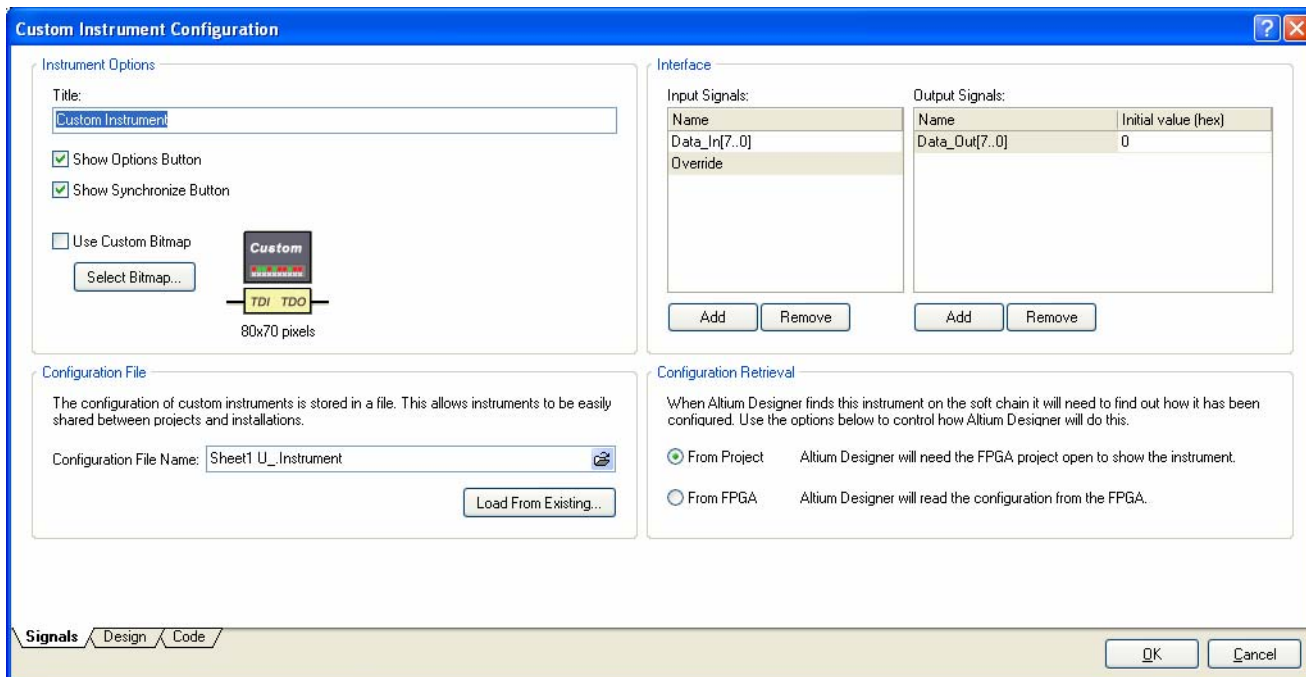 Custom Instrument Configuration
Instrument Options
Title:
Custom Instrument
Show Options Button
Show Synchronize Button
Use Custom Bitmap
Select Bitmap...
Custom
TDI TDO
80x70 pixels
Interface
Input Signals:
Name
Data_In[7..0]
Override
Add Remove
Output Signals:
Name Initial value (hex)
Data_Out[7..0] 0
Add Remove
Configuration File
The configuration of custom instruments is stored in a file. This allows instruments to be easily
shared between projects and installations.
Configuration File Name: Sheet1 U_.Instrument
Load From Existing...
Configuration Retrieval
When Altium Designer finds this instrument on the soft chain it will need to find out how it has been
configured. Use the options below to control how Altium Designer will do this.
From Project Altium Designer will need the FPGA project open to show the instrument.
From FPGA Altium Designer will read the configuration from the FPGA.
Signals Design Code
OK Cancel